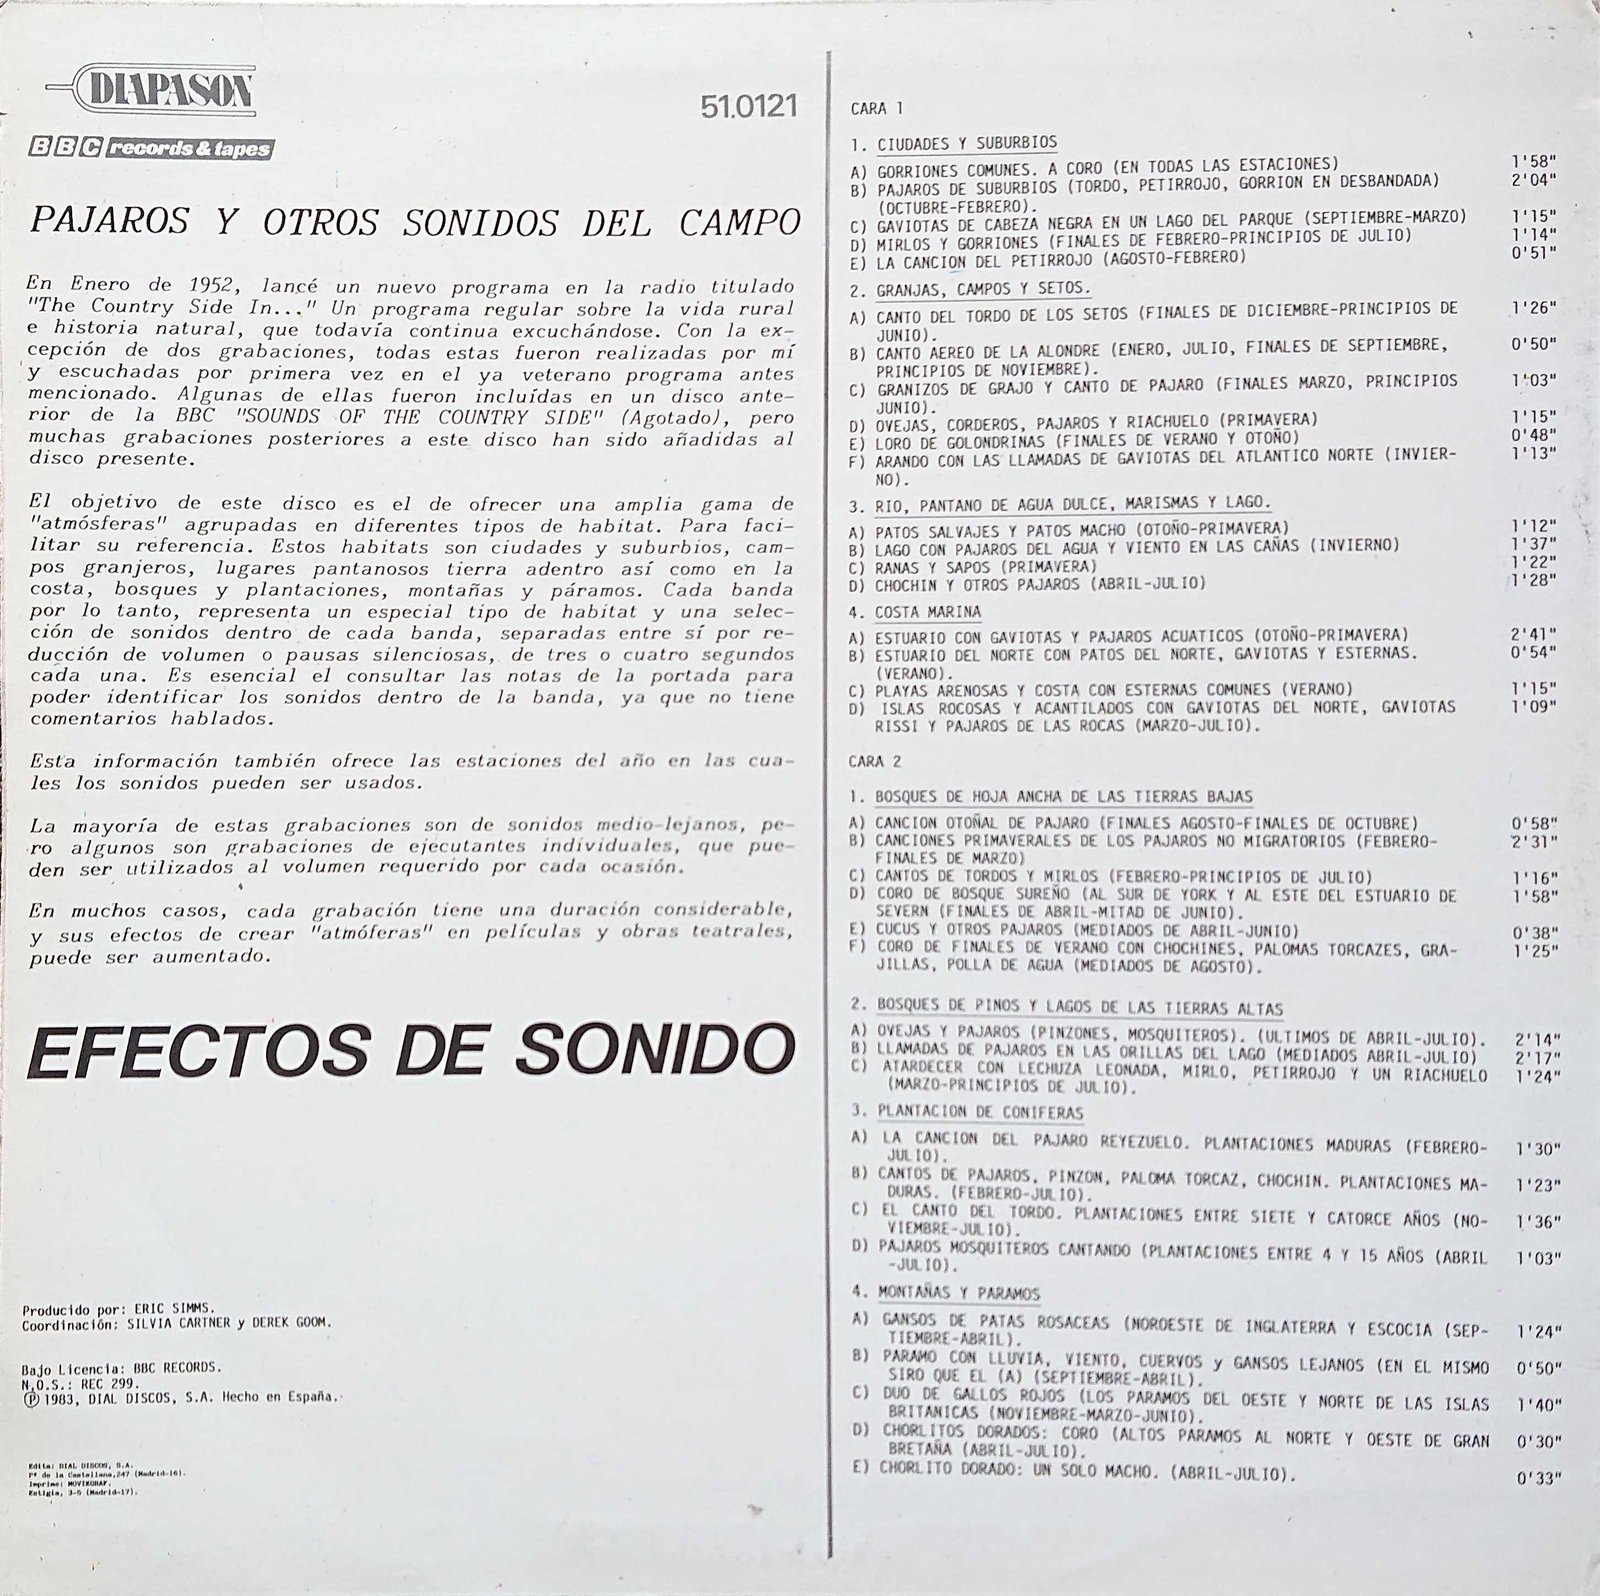 DIAPASON
51.0121
BBC records & tapes
PAJAROS Y OTROS SONIDOS DEL CAMPO
En Enero de 1952, lancé un nuevo programa en la radio titulado
"The Country Side In..." Un programa regular sobre la vida rural
e historia natural, que todavía continua excuchándose. Con la ex-
cepción de dos grabaciones, todas estas fueron realizadas por mí
y escuchadas por primera vez en el ya veterano programa antes
mencionado. Algunas de ellas fueron incluídas en un disco ante-
rior de la BBC "SOUNDS OF THE COUNTRY SIDE" (Agotado), pero
muchas grabaciones posteriores a este disco han sido añadidas al
disco presente.
El objetivo de este disco es el de ofrecer una amplia gama de
"atmósferas" agrupadas en diferentes tipos de habitat. Para faci-
litar su referencia. Estos habitats son ciudades y suburbios, cam-
pos granjeros, lugares pantanosos tierra adentro así como en la
costa, bosques y plantaciones, montañas y páramos. Cada banda
por lo tanto, representa un especial tipo de habitat y una selec-
ción de sonidos dentro de cada banda, separadas entre sí por re-
ducción de volumen o pausas silenciosas, de tres o cuatro segundos
cada una. Es esencial el consultar las notas de la portada para
poder identificar los sonidos dentro de la banda, ya que no tiene
comentarios hablados.
Esta información también ofrece las estaciones del año en las cua-
les los sonidos pueden ser usados.
La mayoría de estas grabaciones son de sonidos medio-lejanos, pe-
ro algunos son grabaciones de ejecutantes individuales, que pue-
den ser utilizados al volumen requerido por cada ocasión.
En muchos casos, cada grabación tiene una duración considerable,
y sus efectos de crear "atmóferas" en películas y obras teatrales,
puede ser aumentado.
EFECTOS DE SONIDO
Producido por: ERIC SIMMS.
Coordinación: SILVIA CARTNER y DEREK GOOM.
Bajo Licencia: BBC RECORDS.
N.O.S.: REC 299.
Ⓟ 1983, DIAL DISCOS, S.A. Hecho en España.
Edita: DIAL DISCOS, S.A.
Pº de la Castellana,247 (Madrid-16).
Imprime: MOVIEGRAF.
Estigia, 3-5 (Madrid-17).
CARA 1
1. CIUDADES Y SUBURBIOS
A) GORRIONES COMUNES. A CORO (EN TODAS LAS ESTACIONES) 1'58"
B) PAJAROS DE SUBURBIOS (TORDO, PETIRROJO, GORRION EN DESBANDADA) 2'04"
(OCTUBRE-FEBRERO).
C) GAVIOTAS DE CABEZA NEGRA EN UN LAGO DEL PARQUE (SEPTIEMBRE-MARZO) 1'15"
D) MIRLOS Y GORRIONES (FINALES DE FEBRERO-PRINCIPIOS DE JULIO) 1'14"
E) LA CANCION DEL PETIRROJO (AGOSTO-FEBRERO) 0'51"
2. GRANJAS, CAMPOS Y SETOS.
A) CANTO DEL TORDO DE LOS SETOS (FINALES DE DICIEMBRE-PRINCIPIOS DE 1'26"
JUNIO).
B) CANTO AEREO DE LA ALONDRE (ENERO, JULIO, FINALES DE SEPTIEMBRE, 0'50"
PRINCIPIOS DE NOVIEMBRE).
C) GRANIZOS DE GRAJO Y CANTO DE PAJARO (FINALES MARZO, PRINCIPIOS 1'03"
JUNIO).
D) OVEJAS, CORDEROS, PAJAROS Y RIACHUELO (PRIMAVERA) 1'15"
E) LORO DE GOLONDRINAS (FINALES DE VERANO Y OTOÑO) 0'48"
F) ARANDO CON LAS LLAMADAS DE GAVIOTAS DEL ATLANTICO NORTE (INVIER- 1'13"
NO).
3. RIO, PANTANO DE AGUA DULCE, MARISMAS Y LAGO.
A) PATOS SALVAJES Y PATOS MACHO (OTOÑO-PRIMAVERA) 1'12"
B) LAGO CON PAJAROS DEL AGUA Y VIENTO EN LAS CAÑAS (INVIERNO) 1'37"
C) RANAS Y SAPOS (PRIMAVERA) 1'22"
D) CHOCHIN Y OTROS PAJAROS (ABRIL-JULIO) 1'28"
4. COSTA MARINA
A) ESTUARIO CON GAVIOTAS Y PAJAROS ACUATICOS (OTOÑO-PRIMAVERA) 2'41"
B) ESTUARIO DEL NORTE CON PATOS DEL NORTE, GAVIOTAS Y ESTERNAS. 0'54"
(VERANO).
C) PLAYAS ARENOSAS Y COSTA CON ESTERNAS COMUNES (VERANO) 1'15"
D) ISLAS ROCOSAS Y ACANTILADOS CON GAVIOTAS DEL NORTE, GAVIOTAS 1'09"
RISSI Y PAJAROS DE LAS ROCAS (MARZO-JULIO).
CARA 2
1. BOSQUES DE HOJA ANCHA DE LAS TIERRAS BAJAS
A) CANCION OTOÑAL DE PAJARO (FINALES AGOSTO-FINALES DE OCTUBRE) 0'58"
B) CANCIONES PRIMAVERALES DE LOS PAJAROS NO MIGRATORIOS (FEBRERO- 2'31"
FINALES DE MARZO)
C) CANTOS DE TORDOS Y MIRLOS (FEBRERO-PRINCIPIOS DE JULIO) 1'16"
D) CORO DE BOSQUE SUREÑO (AL SUR DE YORK Y AL ESTE DEL ESTUARIO DE 1'58"
SEVERN (FINALES DE ABRIL-MITAD DE JUNIO).
E) CUCUS Y OTROS PAJAROS (MEDIADOS DE ABRIL-JUNIO) 0'38"
F) CORO DE FINALES DE VERANO CON CHOCHINES, PALOMAS TORCAZES, GRA- 1'25"
JILLAS, POLLA DE AGUA (MEDIADOS DE AGOSTO).
2. BOSQUES DE PINOS Y LAGOS DE LAS TIERRAS ALTAS
A) OVEJAS Y PAJAROS (PINZONES, MOSQUITEROS). (ULTIMOS DE ABRIL-JULIO). 2'14"
B) LLAMADAS DE PAJAROS EN LAS ORILLAS DEL LAGO (MEDIADOS ABRIL-JULIO) 2'17"
C) ATARDECER CON LECHUZA LEONADA, MIRLO, PETIRROJO Y UN RIACHUELO 1'24"
(MARZO-PRINCIPIOS DE JULIO).
3. PLANTACION DE CONIFERAS
A) LA CANCION DEL PAJARO REYEZUELO. PLANTACIONES MADURAS (FEBRERO- 1'30"
JULIO).
B) CANTOS DE PAJAROS, PINZON, PALOMA TORCAZ, CHOCHIN. PLANTACIONES MA- 1'23"
DURAS. (FEBRERO-JULIO).
C) EL CANTO DEL TORDO. PLANTACIONES ENTRE SIETE Y CATORCE AÑOS (NO- 1'36"
VIEMBRE-JULIO).
D) PAJAROS MOSQUITEROS CANTANDO (PLANTACIONES ENTRE 4 Y 15 AÑOS (ABRIL 1'03"
-JULIO).
4. MONTAÑAS Y PARAMOS
A) GANSOS DE PATAS ROSACEAS (NOROESTE DE INGLATERRA Y ESCOCIA (SEP- 1'24"
TIEMBRE-ABRIL).
B) PARAMO CON LLUVIA, VIENTO, CUERVOS y GANSOS LEJANOS (EN EL MISMO 0'50"
SIRO QUE EL (A) (SEPTIEMBRE-ABRIL).
C) DUO DE GALLOS ROJOS (LOS PARAMOS DEL OESTE Y NORTE DE LAS ISLAS 1'40"
BRITANICAS (NOVIEMBRE-MARZO-JUNIO).
D) CHORLITOS DORADOS: CORO (ALTOS PARAMOS AL NORTE Y OESTE DE GRAN 0'30"
BRETAÑA (ABRIL-JULIO).
E) CHORLITO DORADO: UN SOLO MACHO. (ABRIL-JULIO). 0'33"